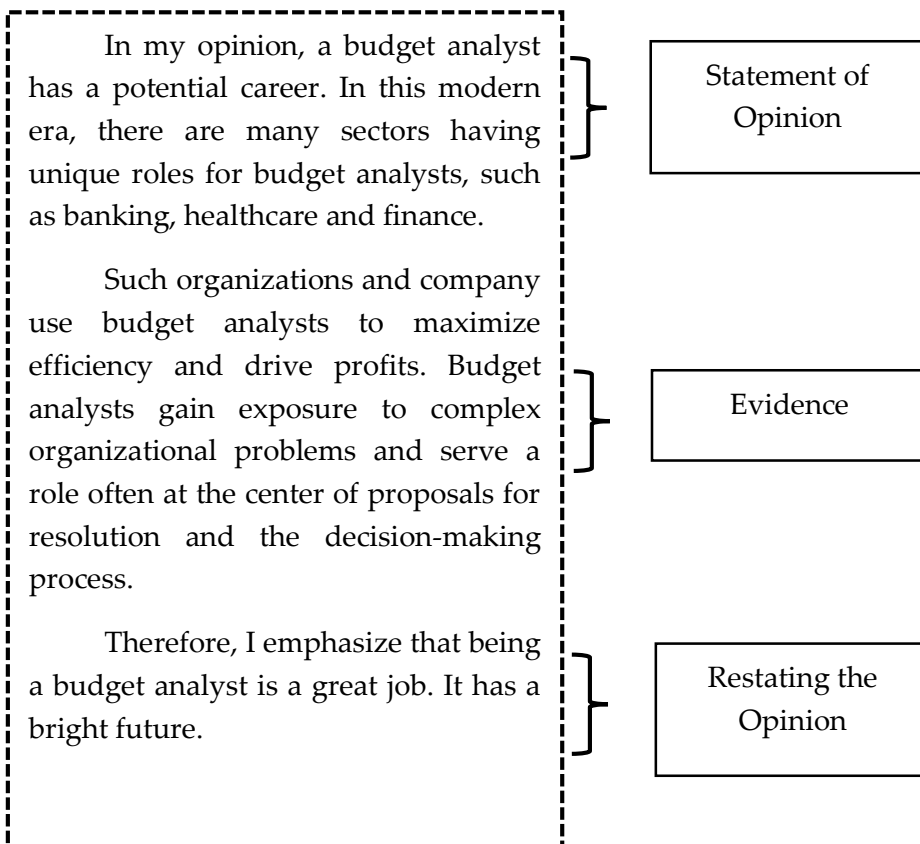 In my opinion, a budget analyst
has a potential career. In this modern
era, there are many sectors having
unique roles for budget analysts, such
as banking, healthcare and finance.
Such organizations and company
use budget analysts to maximize
efficiency and drive profits. Budget
analysts gain exposure to complex
organizational problems and serve a
role often at the center of proposals for
resolution and the decision-making
process.
Therefore, I emphasize that being
a budget analyst is a great job. It has a
bright future.
Statement of
Opinion
Evidence
Restating the
Opinion